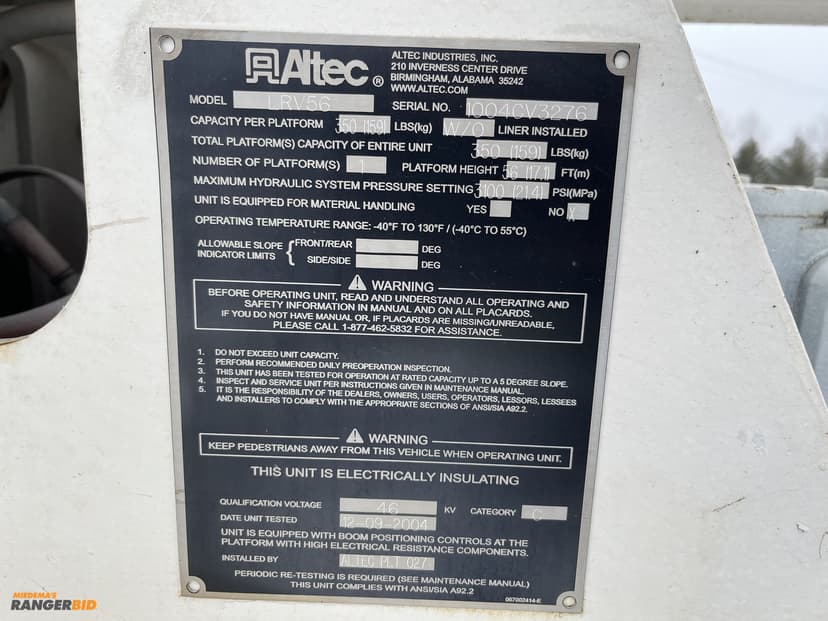 Altec®
ALTEC INDUSTRIES, INC.
210 INVERNESS CENTER DRIVE
BIRMINGHAM, ALABAMA 35242
WWW.ALTEC.COM
MODEL LRV56 SERIAL NO. 1004CV3276
CAPACITY PER PLATFORM 350 (159) LBS(kg) W/O LINER INSTALLED
TOTAL PLATFORM(S) CAPACITY OF ENTIRE UNIT 350 (159) LBS(kg)
NUMBER OF PLATFORM(S) 1 PLATFORM HEIGHT 56 (17.1) FT(m)
MAXIMUM HYDRAULIC SYSTEM PRESSURE SETTING 3100 (21.4) PSI(MPa)
UNIT IS EQUIPPED FOR MATERIAL HANDLING YES NO X
OPERATING TEMPERATURE RANGE: -40°F TO 130°F / (-40°C TO 55°C)
ALLOWABLE SLOPE INDICATOR LIMITS { FRONT/REAR DEG
SIDE/SIDE DEG
⚠ WARNING
BEFORE OPERATING UNIT, READ AND UNDERSTAND ALL OPERATING AND
SAFETY INFORMATION IN MANUAL AND ON ALL PLACARDS.
IF YOU DO NOT HAVE MANUAL OR, IF PLACARDS ARE MISSING/UNREADABLE,
PLEASE CALL 1-877-462-5832 FOR ASSISTANCE.
1. DO NOT EXCEED UNIT CAPACITY.
2. PERFORM RECOMMENDED DAILY PREOPERATION INSPECTION.
3. THIS UNIT HAS BEEN TESTED FOR OPERATION AT RATED CAPACITY UP TO A 5 DEGREE SLOPE.
4. INSPECT AND SERVICE UNIT PER INSTRUCTIONS GIVEN IN MAINTENANCE MANUAL.
5. IT IS THE RESPONSIBILITY OF THE DEALERS, OWNERS, USERS, OPERATORS, LESSORS, LESSEES
AND INSTALLERS TO COMPLY WITH THE APPROPRIATE SECTIONS OF ANSI/SIA A92.2.
⚠ WARNING
KEEP PEDESTRIANS AWAY FROM THIS VEHICLE WHEN OPERATING UNIT.
THIS UNIT IS ELECTRICALLY INSULATING
QUALIFICATION VOLTAGE 46 KV CATEGORY C
DATE UNIT TESTED 12-09-2004
UNIT IS EQUIPPED WITH BOOM POSITIONING CONTROLS AT THE
PLATFORM WITH HIGH ELECTRICAL RESISTANCE COMPONENTS.
INSTALLED BY ALTEC M.T. 027
PERIODIC RE-TESTING IS REQUIRED (SEE MAINTENANCE MANUAL)
THIS UNIT COMPLIES WITH ANSI/SIA A92.2
067002414-E
MIEDEMA'S
RANGERBID